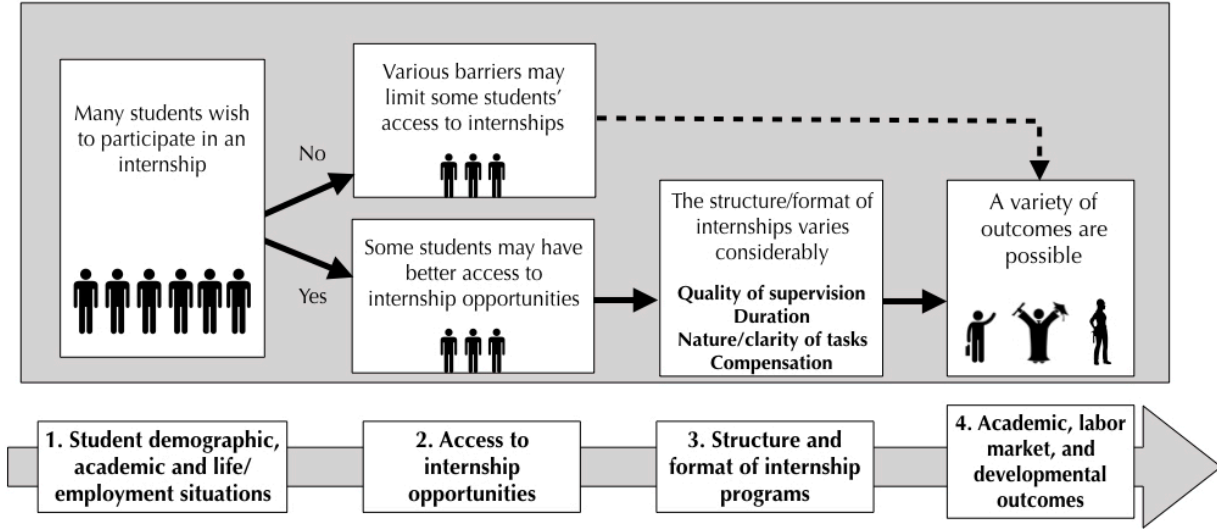 Many students wish
to participate in an
internship
No
Yes
Various barriers may
limit some students’
access to internships
Some students may have
better access to
internship opportunities
The structure/format of
internships varies
considerably
Quality of supervision
Duration
Nature/clarity of tasks
Compensation
A variety of
outcomes are
possible
1. Student demographic,
academic and life/
employment situations
2. Access to
internship
opportunities
3. Structure and
format of internship
programs
4. Academic, labor
market, and
developmental
outcomes